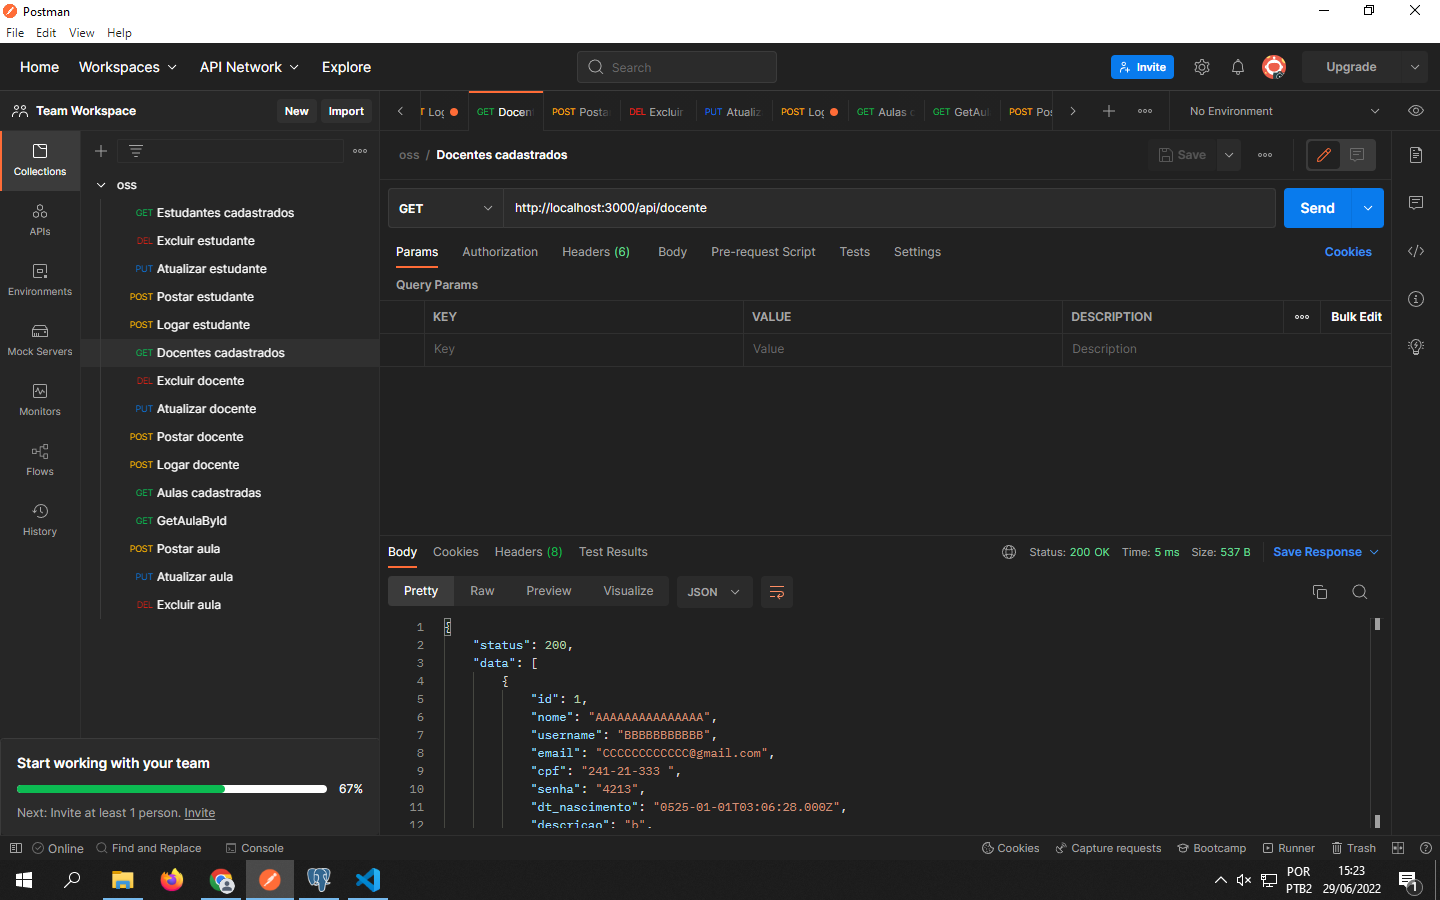 Postman
File Edit View Help
Home Workspaces API Network Explore Search Invite Upgrade
Team Workspace New Import
Log GET Docen POST Posta DEL Excluir PUT Atualiz POST Log GET Aulas GET GetAul POST Pos No Environment
Collections
APIs
Environments
Mock Servers
Monitors
Flows
History
oss
GET Estudantes cadastrados
DEL Excluir estudante
PUT Atualizar estudante
POST Postar estudante
POST Logar estudante
GET Docentes cadastrados
DEL Excluir docente
PUT Atualizar docente
POST Postar docente
POST Logar docente
GET Aulas cadastradas
GET GetAulaById
POST Postar aula
PUT Atualizar aula
DEL Excluir aula
Start working with your team
67%
Next: Invite at least 1 person. Invite
oss / Docentes cadastrados Save
GET http://localhost:3000/api/docente Send
Params Authorization Headers (6) Body Pre-request Script Tests Settings Cookies
Query Params
KEY VALUE DESCRIPTION Bulk Edit
Key Value Description
Body Cookies Headers (8) Test Results Status: 200 OK Time: 5 ms Size: 537 B Save Response
Pretty Raw Preview Visualize JSON
1 {
2 "status": 200,
3 "data": [
4 {
5 "id": 1,
6 "nome": "AAAAAAAAAAAAAAA",
7 "username": "BBBBBBBBBBB",
8 "email": "CCCCCCCCCCCC@gmail.com",
9 "cpf": "241-21-333 ",
10 "senha": "4213",
11 "dt_nascimento": "0525-01-01T03:06:28.000Z",
12 "descricao": "b",
Online Find and Replace Console Cookies Capture requests Bootcamp Runner Trash
POR 15:23
PTB2 29/06/2022 1